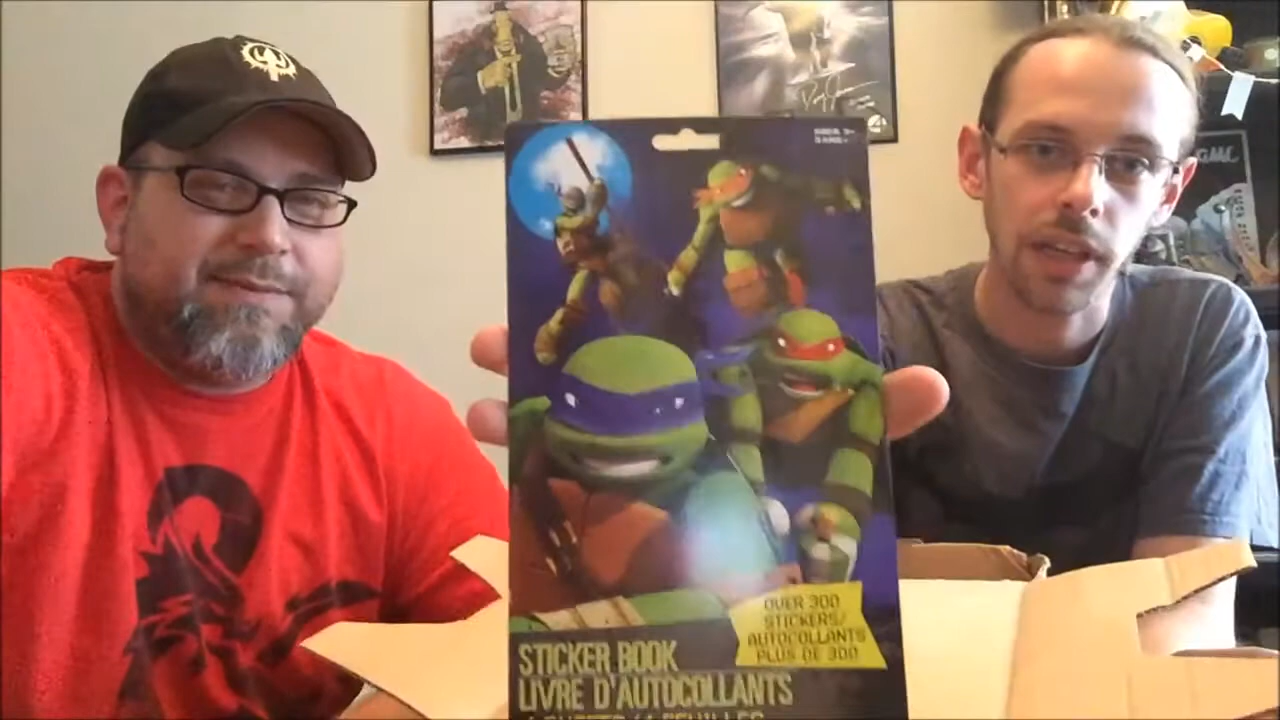 OVER 300
STICKERS/
AUTOCOLLANTS
PLUS DE 300
STICKER BOOK
LIVRE D'AUTOCOLLANTS